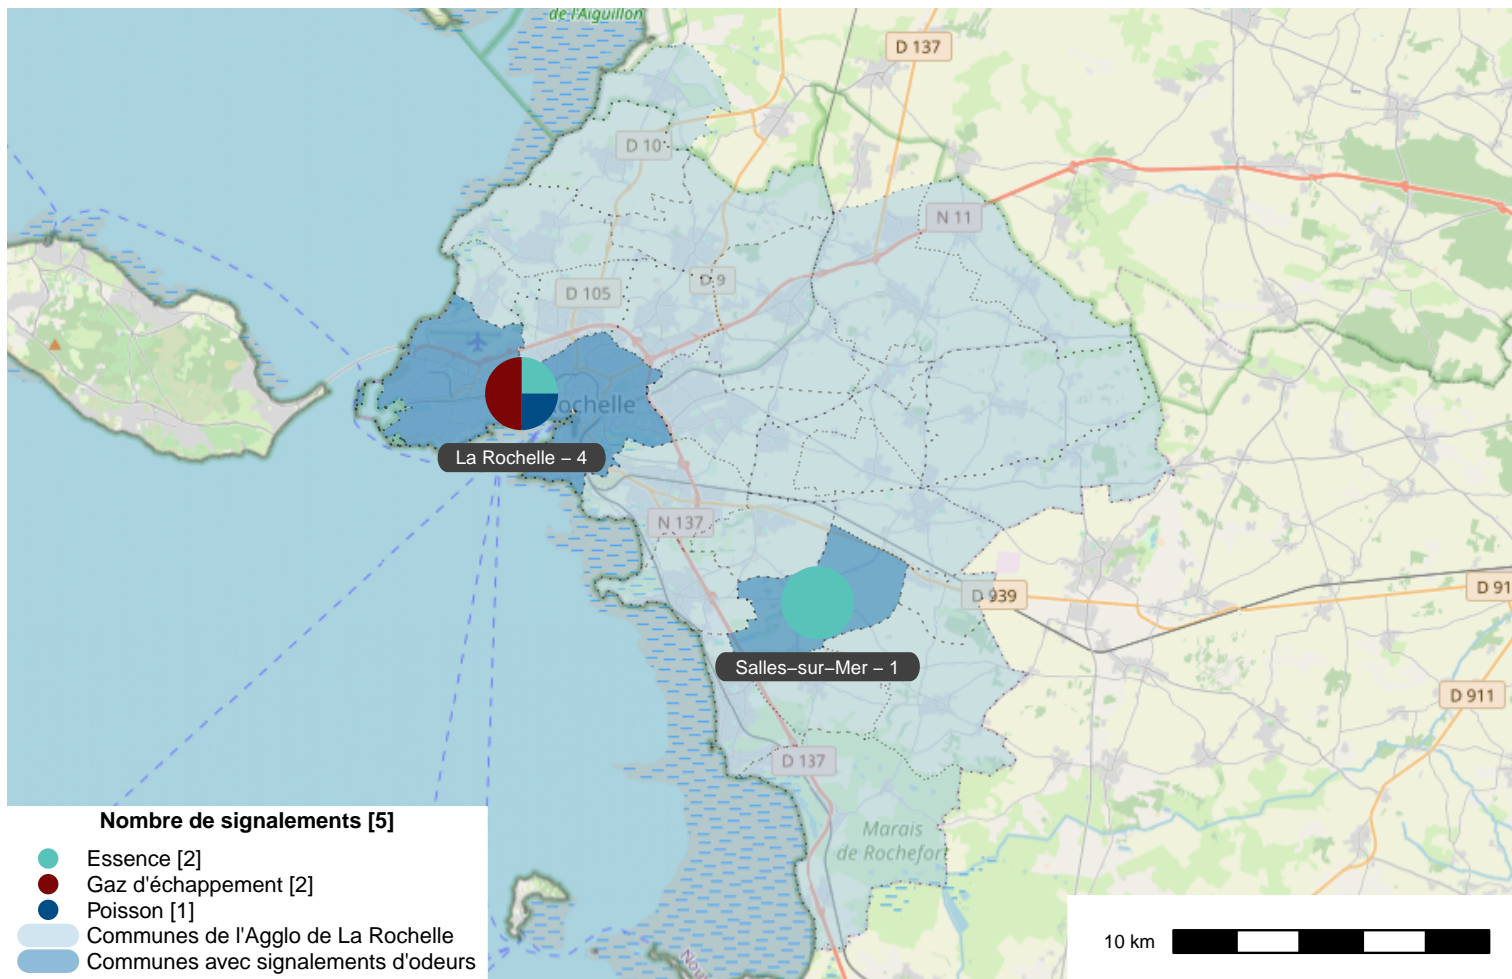 de l'Aiguillon
D 137
D 10
N 11
D 9
D 105
ochelle
La Rochelle – 4
N 137
D 939
D 91
Salles–sur–Mer – 1
D 911
D 137
Marais
de Rochefort
Nombre de signalements [5]
Essence [2]
Gaz d'échappement [2]
Poisson [1]
Communes de l'Agglo de La Rochelle
Communes avec signalements d'odeurs
10 km